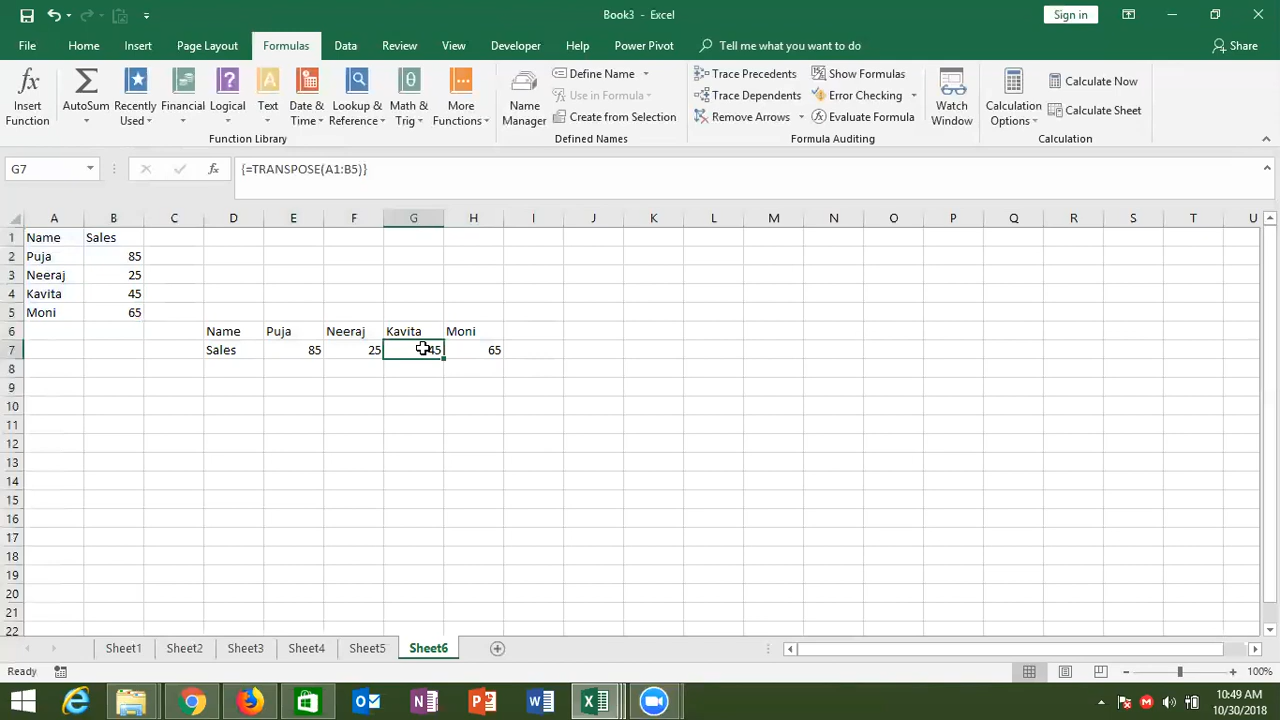 Book3 - Excel
Sign in
File Home Insert Page Layout Formulas Data Review View Developer Help Power Pivot Tell me what you want to do Share
Insert Function
AutoSum
Recently Used
Financial
Logical
Text
Date & Time
Lookup & Reference
Math & Trig
More Functions
Function Library
Name Manager
Define Name
Use in Formula
Create from Selection
Defined Names
Trace Precedents
Trace Dependents
Remove Arrows
Show Formulas
Error Checking
Evaluate Formula
Formula Auditing
Watch Window
Calculation Options
Calculate Now
Calculate Sheet
Calculation
G7 fx {=TRANSPOSE(A1:B5)}
A B C D E F G H I J K L M N O P Q R S T U
1 Name Sales
2 Puja 85
3 Neeraj 25
4 Kavita 45
5 Moni 65
6 Name Puja Neeraj Kavita Moni
7 Sales 85 25 45 65
8
9
10
11
12
13
14
15
16
17
18
19
20
21
22
Sheet1 Sheet2 Sheet3 Sheet4 Sheet5 Sheet6
Ready 100%
10:49 AM
10/30/2018